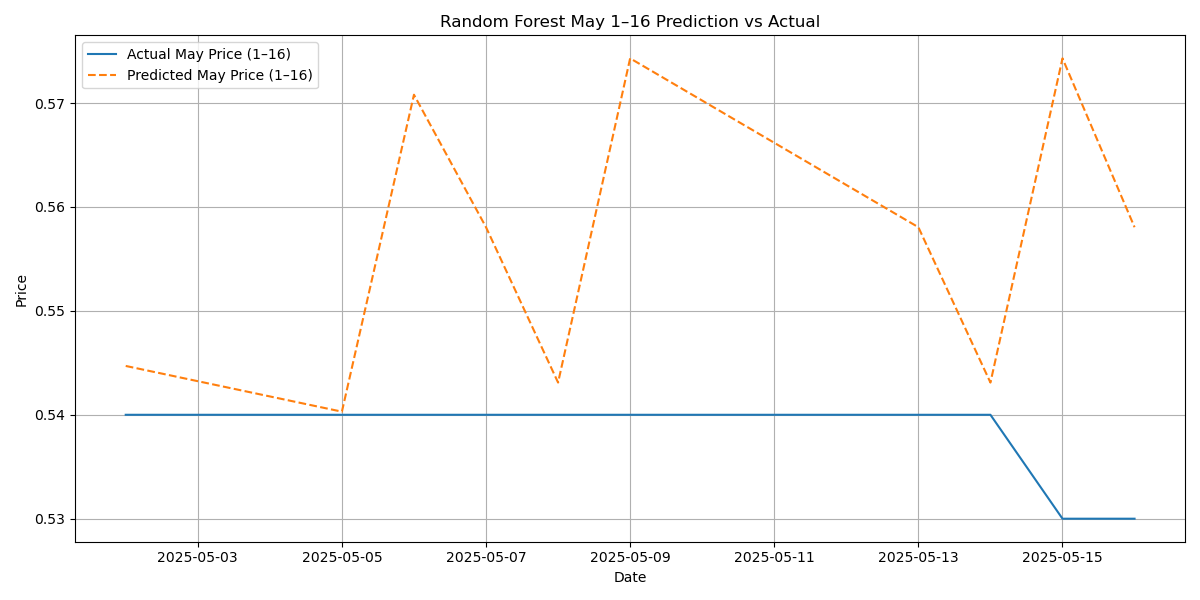 Random Forest May 1–16 Prediction vs Actual
Actual May Price (1–16)
Predicted May Price (1–16)
Price
0.57
0.56
0.55
0.54
0.53
2025-05-03 2025-05-05 2025-05-07 2025-05-09 2025-05-11 2025-05-13 2025-05-15
Date